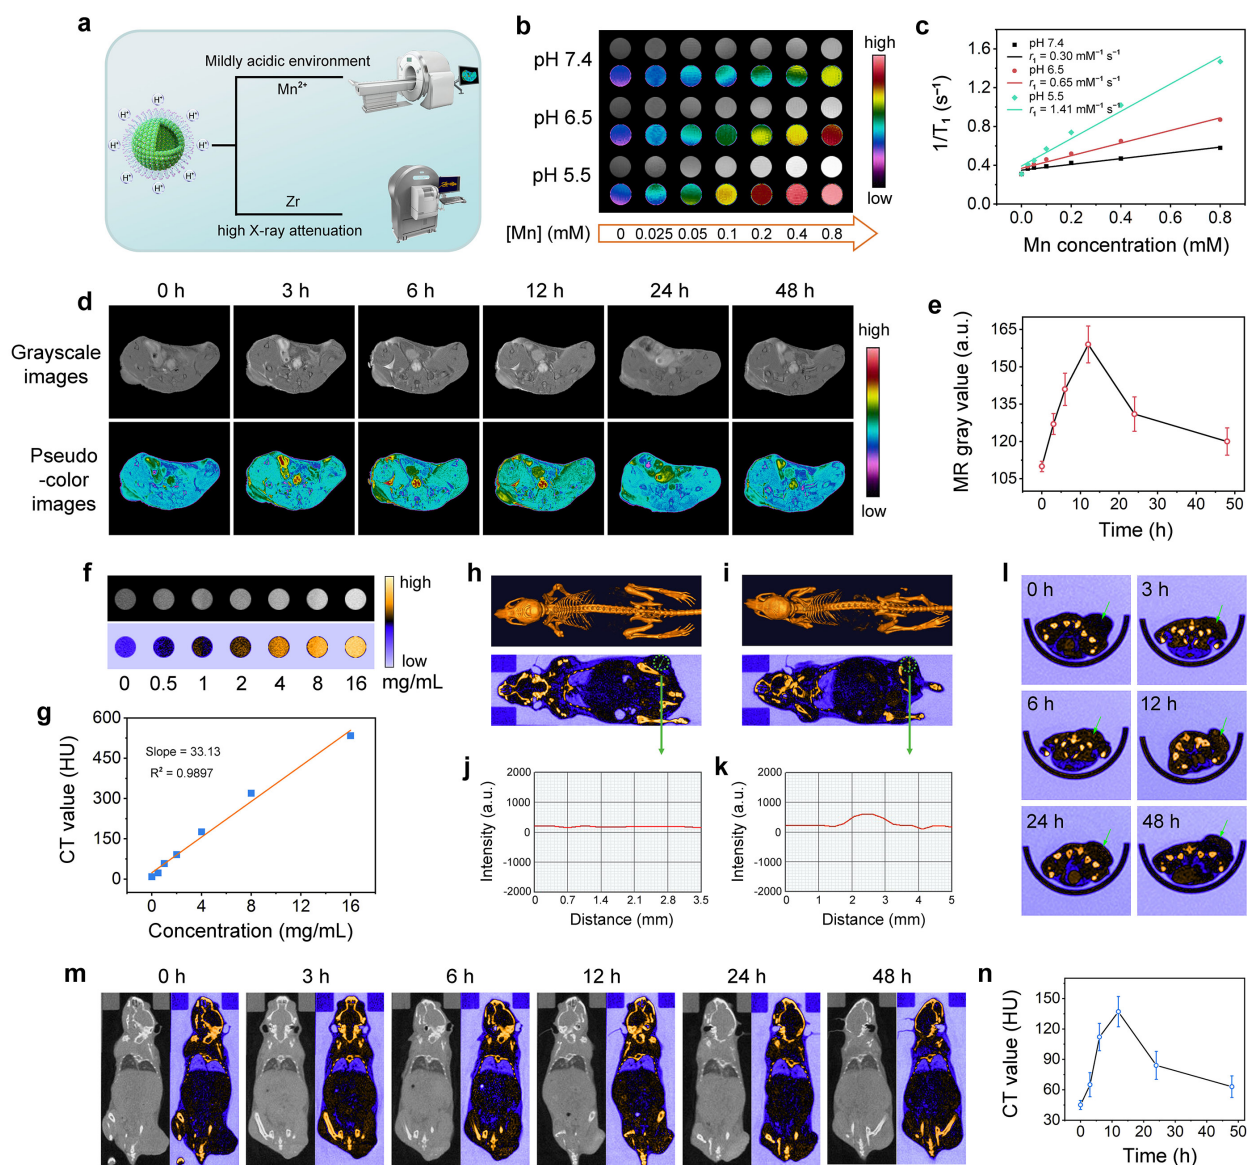 a
Mildly acidic environment
Mn²⁺
H⁺ H⁺ H⁺ H⁺ H⁺ H⁺ H⁺ H⁺
Zr
high X-ray attenuation
b
pH 7.4
pH 6.5
pH 5.5
high
low
[Mn] (mM) 0 0.025 0.05 0.1 0.2 0.4 0.8
c
1/T₁ (s⁻¹)
1.6
1.2
0.8
0.4
0.0
pH 7.4
r₁ = 0.30 mM⁻¹ s⁻¹
pH 6.5
r₁ = 0.65 mM⁻¹ s⁻¹
pH 5.5
r₁ = 1.41 mM⁻¹ s⁻¹
0.0 0.2 0.4 0.6 0.8
Mn concentration (mM)
d
0 h 3 h 6 h 12 h 24 h 48 h
Grayscale
images
Pseudo
-color
images
high
low
e
MR gray value (a.u.)
165
150
135
120
105
0 10 20 30 40 50
Time (h)
f
high
low
0 0.5 1 2 4 8 16 mg/mL
g
CT value (HU)
600
450
300
150
0
Slope = 33.13
R² = 0.9897
0 4 8 12 16
Concentration (mg/mL)
h
i
j
Intensity (a.u.)
2000
1000
0
-1000
-2000
0 0.7 1.4 2.1 2.8 3.5
Distance (mm)
k
Intensity (a.u.)
2000
1000
0
-1000
-2000
0 1 2 3 4 5
Distance (mm)
l
0 h 3 h
6 h 12 h
24 h 48 h
m
0 h 3 h 6 h 12 h 24 h 48 h
n
CT value (HU)
150
120
90
60
30
0 10 20 30 40 50
Time (h)